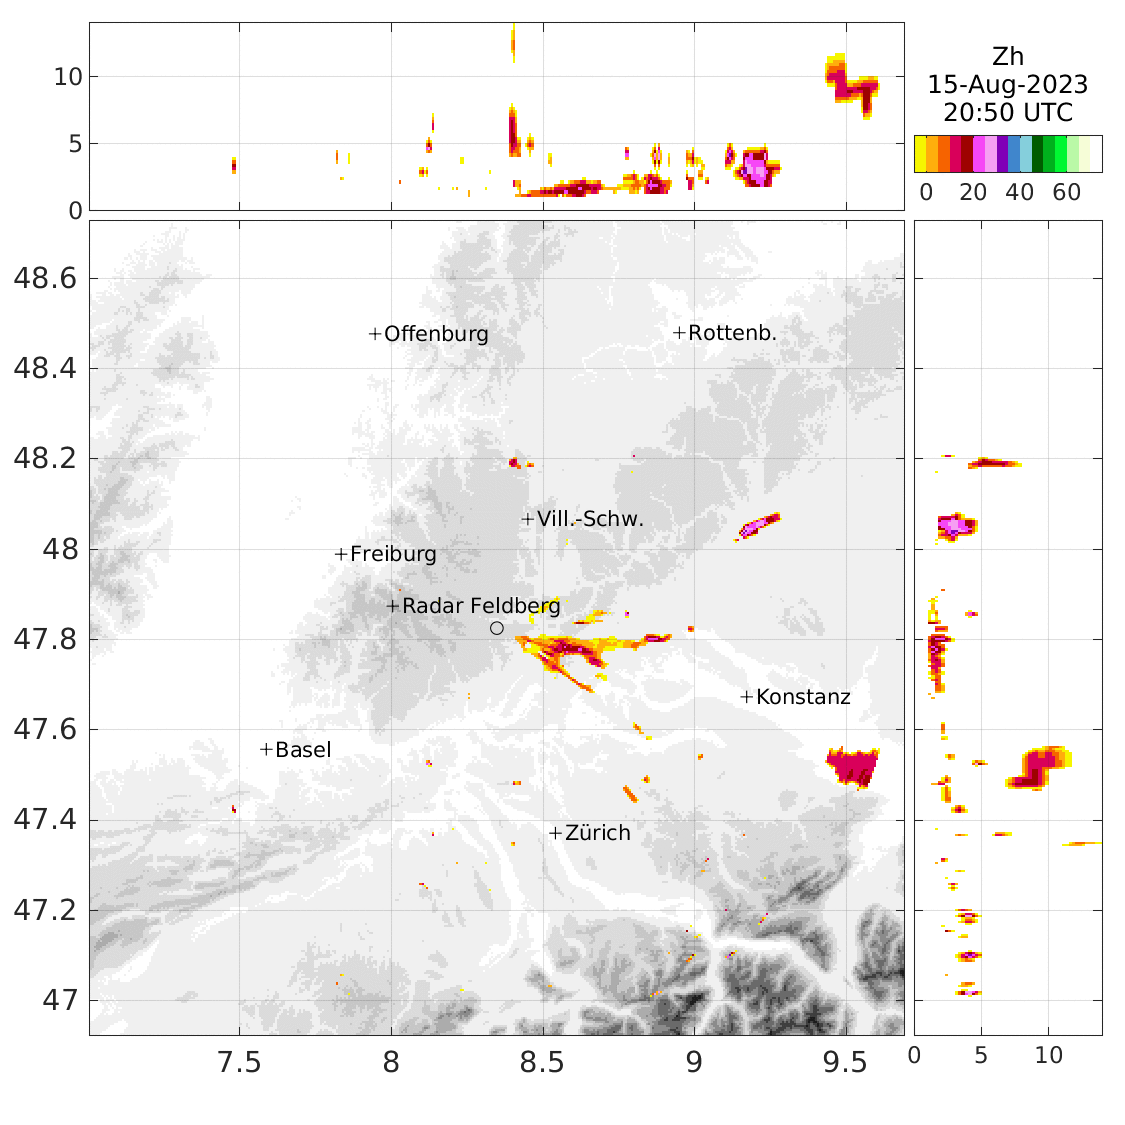 10
5
0
Zh
15-Aug-2023
20:50 UTC
0 20 40 60
48.6
48.4
48.2
48
47.8
47.6
47.4
47.2
47
+Offenburg
+Rottenb.
+Vill.-Schw.
+Freiburg
+Radar Feldberg
+Konstanz
+Basel
+Zürich
7.5 8 8.5 9 9.5
0 5 10